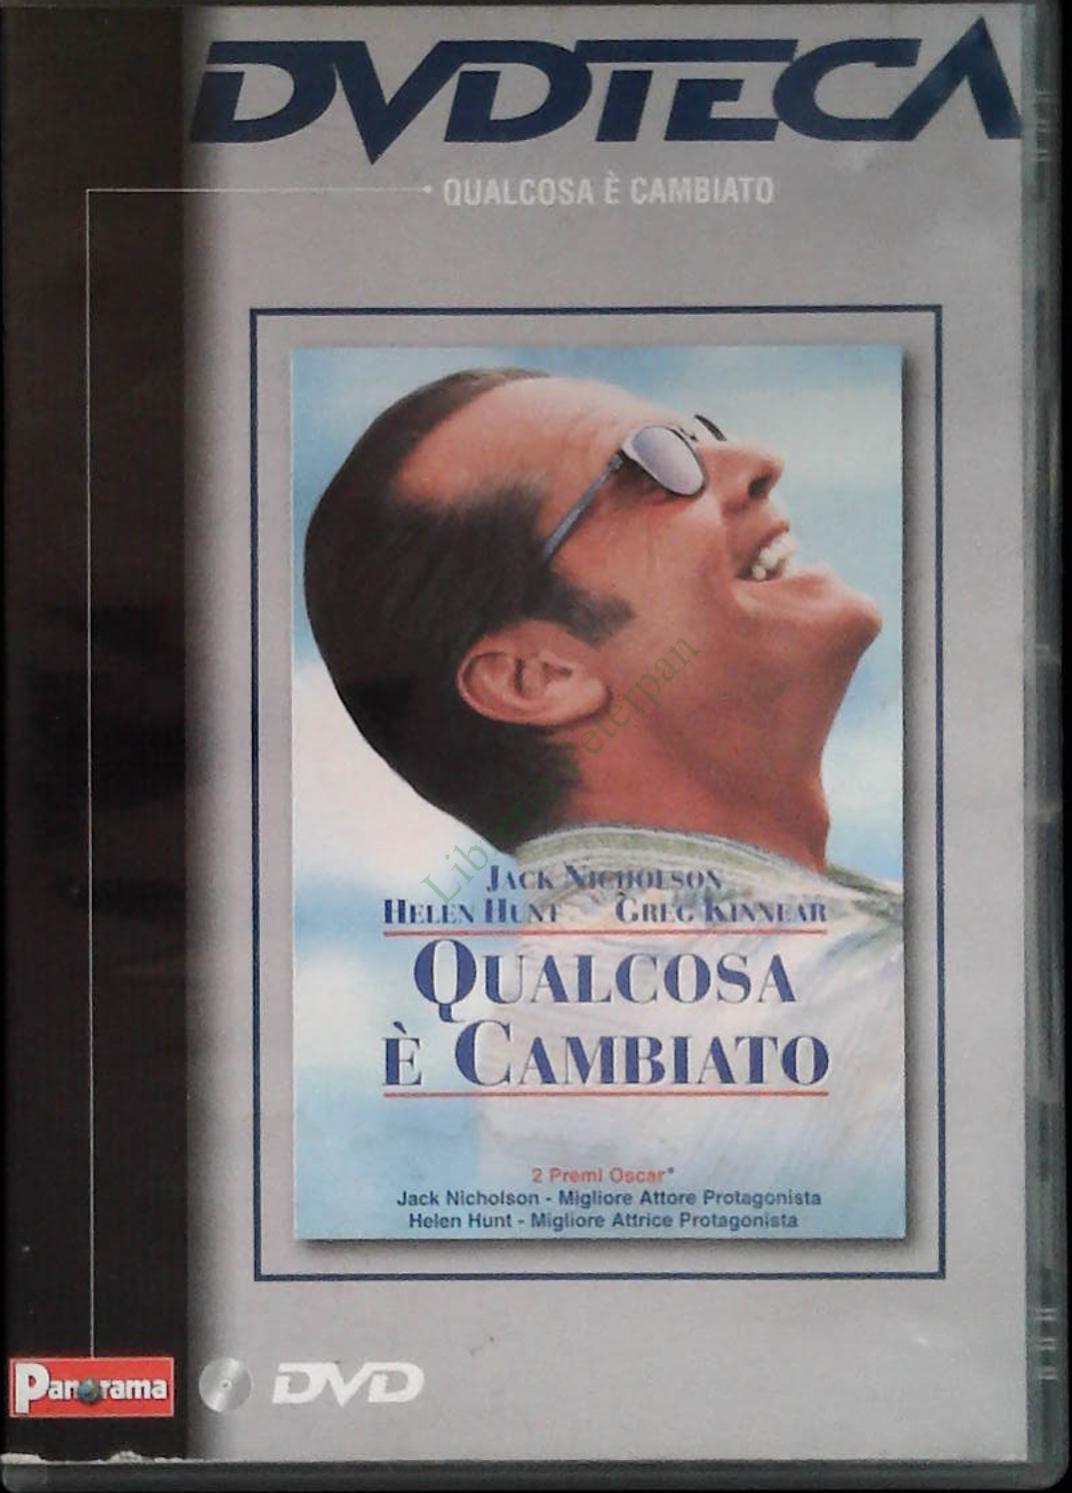 DVDTECA
QUALCOSA È CAMBIATO
JACK NICHOLSON
HELEN HUNT GREG KINNEAR
QUALCOSA
È CAMBIATO
2 Premi Oscar®
Jack Nicholson - Migliore Attore Protagonista
Helen Hunt - Migliore Attrice Protagonista
Panorama
DVD
Peterpan